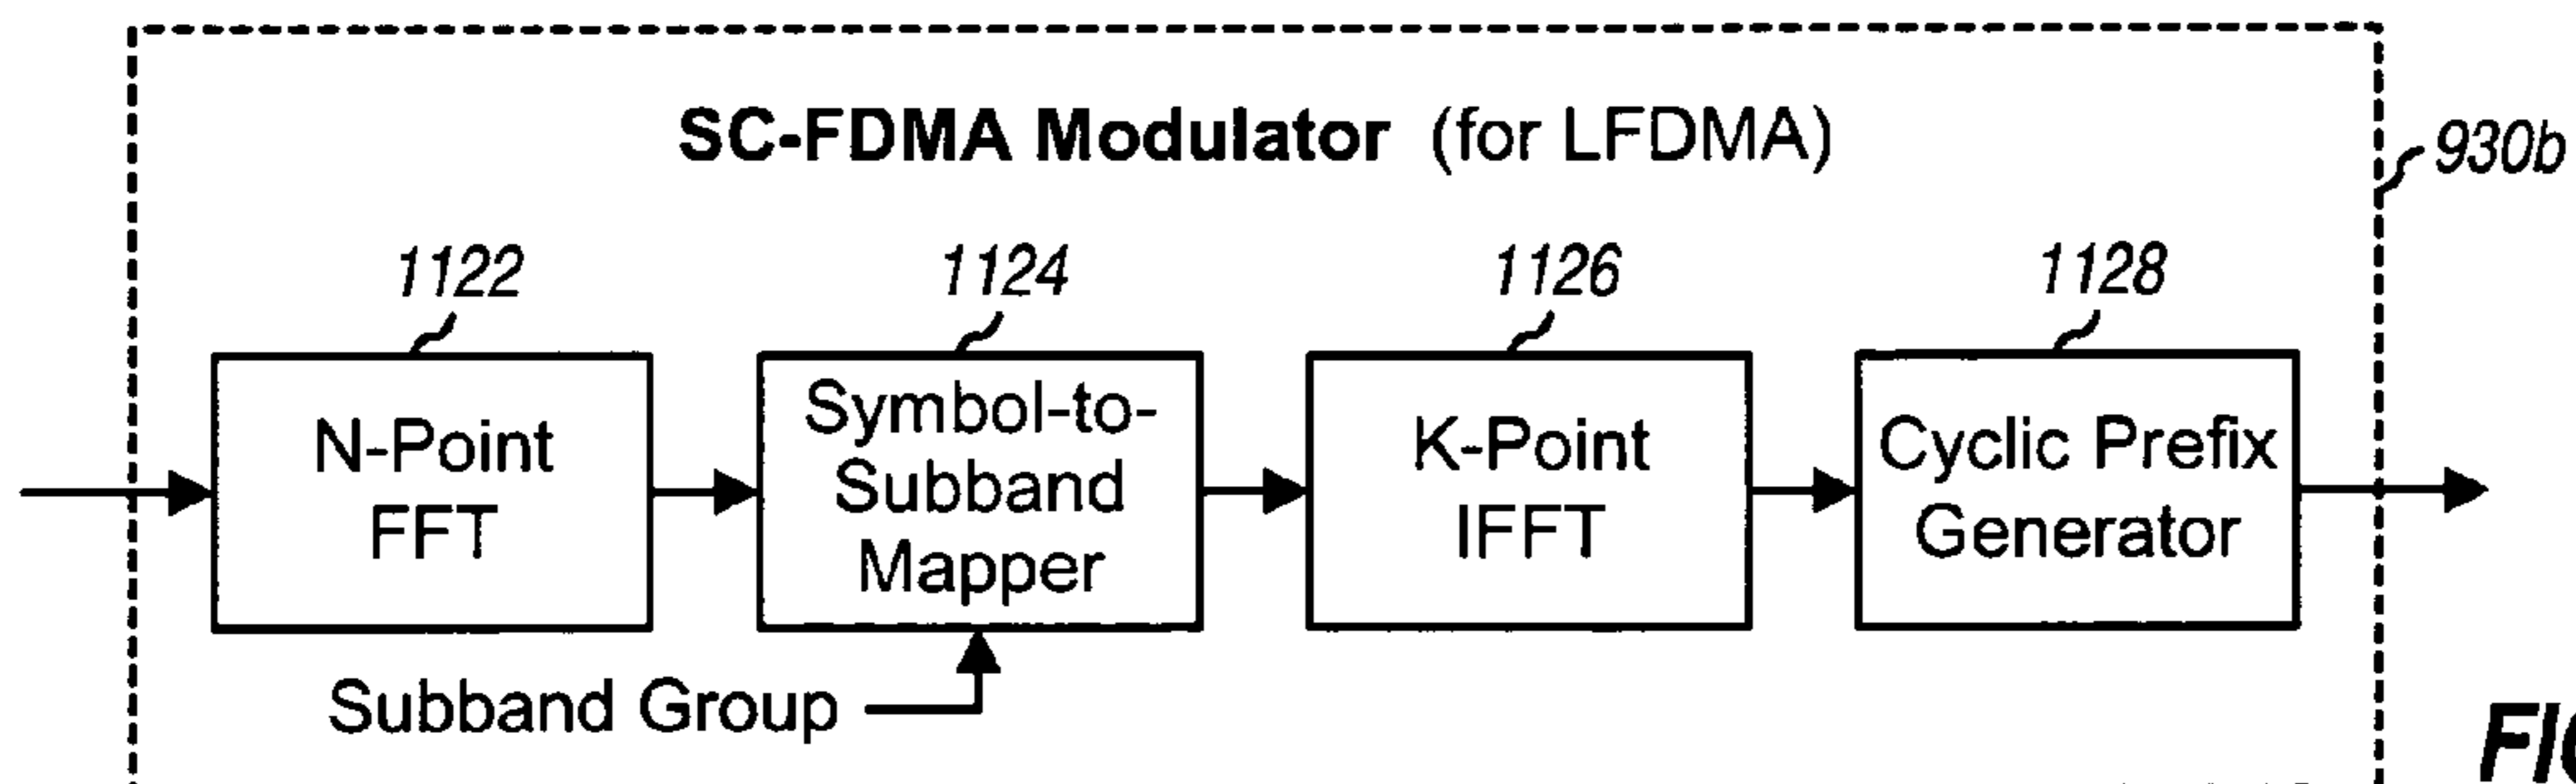 SC-FDMA Modulator (for LFDMA)
930b
1122
1124
1126
1128
N-Point
FFT
Symbol-to-
Subband
Mapper
K-Point
IFFT
Cyclic Prefix
Generator
Subband Group